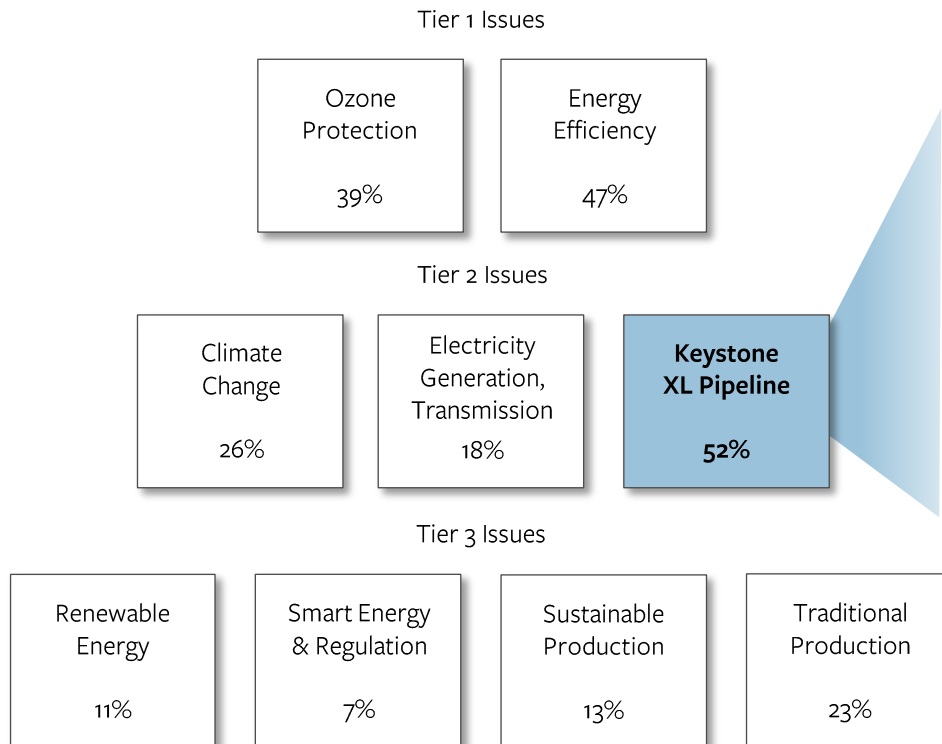 Tier 1 Issues
Ozone
Protection
39%
Energy
Efficiency
47%
Tier 2 Issues
Climate
Change
26%
Electricity
Generation,
Transmission
18%
Keystone
XL Pipeline
52%
Tier 3 Issues
Renewable
Energy
11%
Smart Energy
& Regulation
7%
Sustainable
Production
13%
Traditional
Production
23%